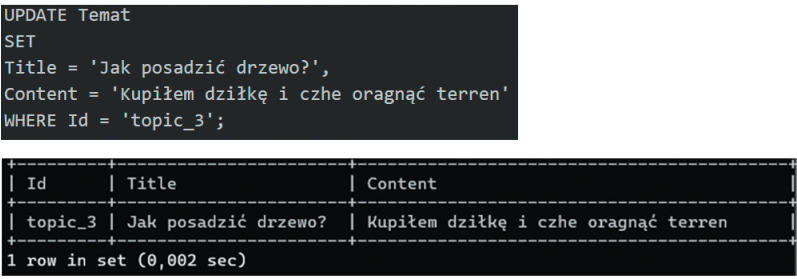 UPDATE Temat
SET
Title = 'Jak posadzić drzewo?',
Content = 'Kupiłem dziłkę i czhe oragnąć terren'
WHERE Id = 'topic_3';
+---------+----------------------+----------------------------------------+
| Id | Title | Content |
+---------+----------------------+----------------------------------------+
| topic_3 | Jak posadzić drzewo? | Kupiłem dziłkę i czhe oragnąć terren |
+---------+----------------------+----------------------------------------+
1 row in set (0,002 sec)